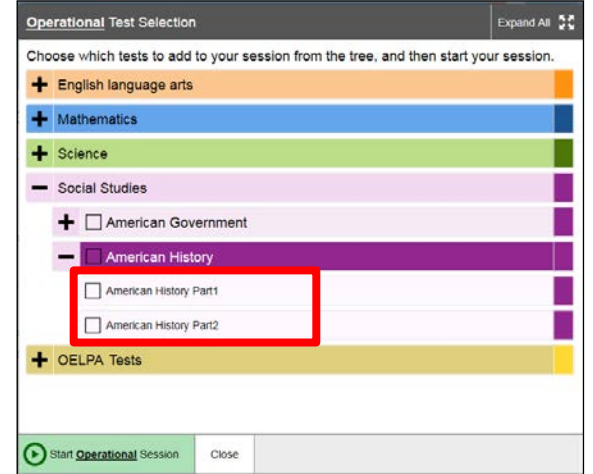 Operational Test Selection
Expand All
Choose which tests to add to your session from the tree, and then start your session.
English language arts
Mathematics
Science
Social Studies
American Government
American History
American History Part1
American History Part2
OELPA Tests
Start Operational Session
Close